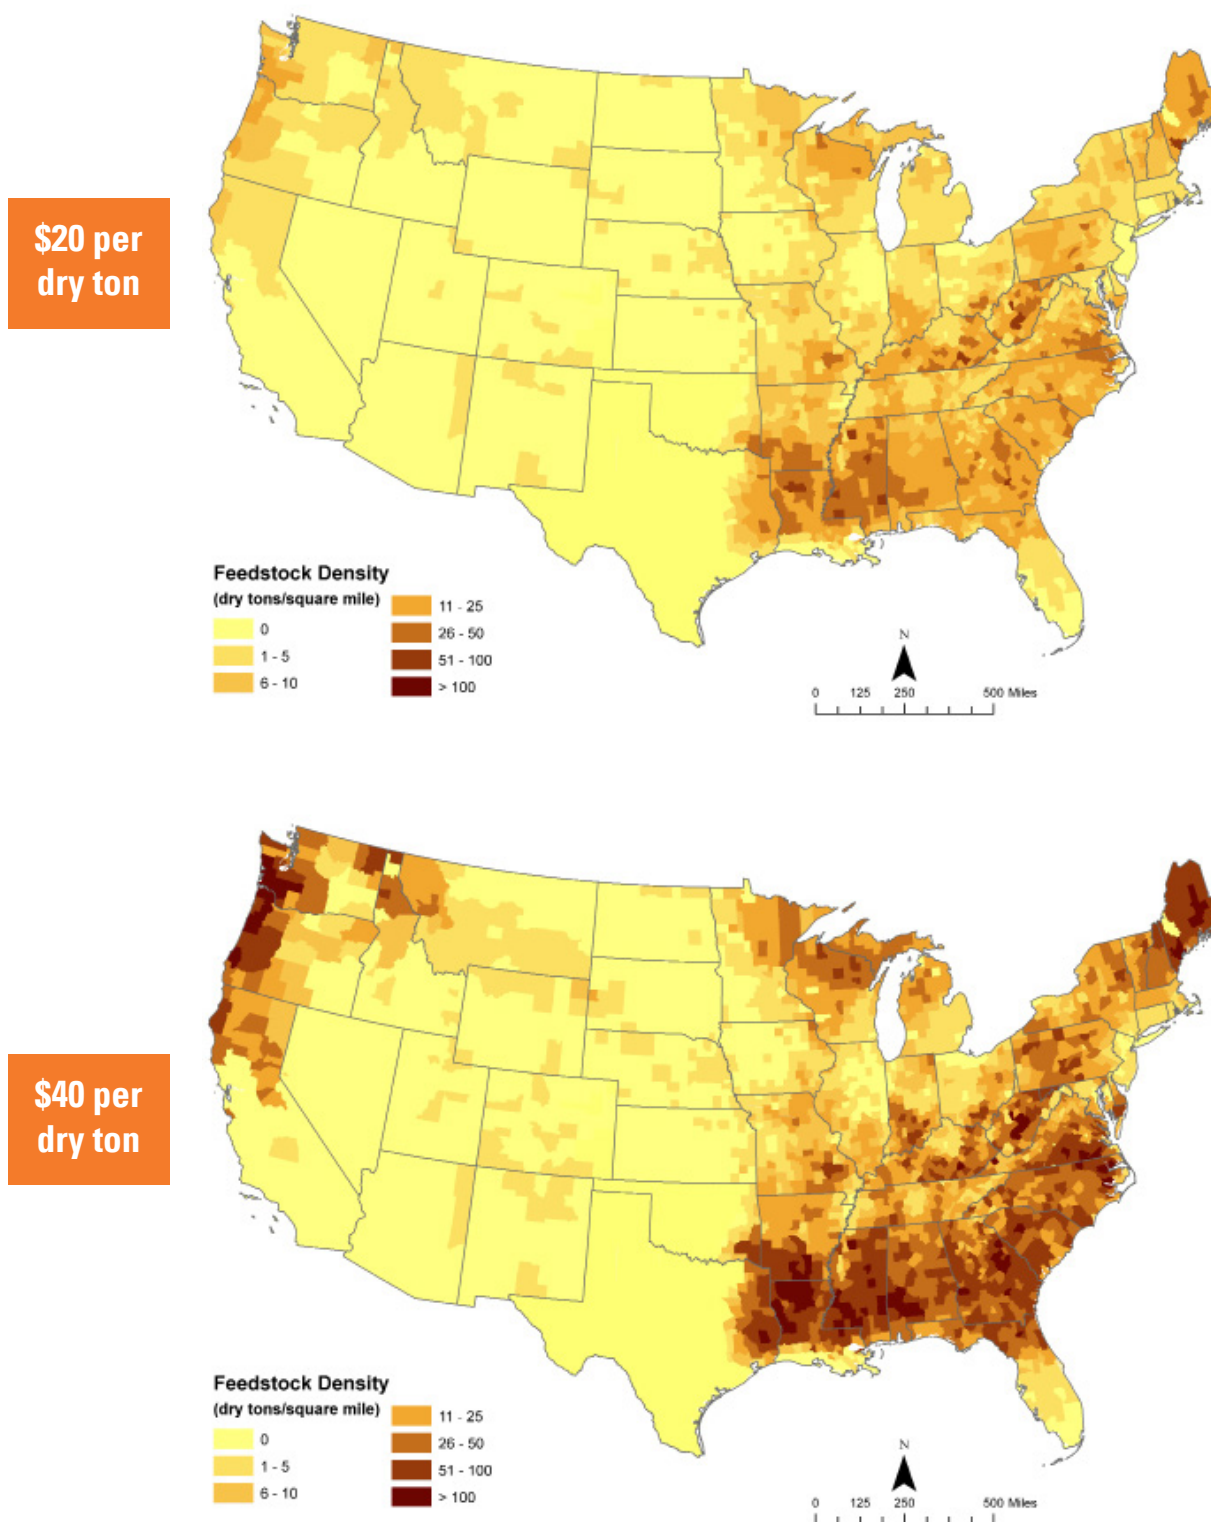 $20 per
dry ton
Feedstock Density
(dry tons/square mile)
0
1 - 5
6 - 10
11 - 25
26 - 50
51 - 100
> 100
N
0 125 250 500 Miles
$40 per
dry ton
Feedstock Density
(dry tons/square mile)
0
1 - 5
6 - 10
11 - 25
26 - 50
51 - 100
> 100
N
0 125 250 500 Miles